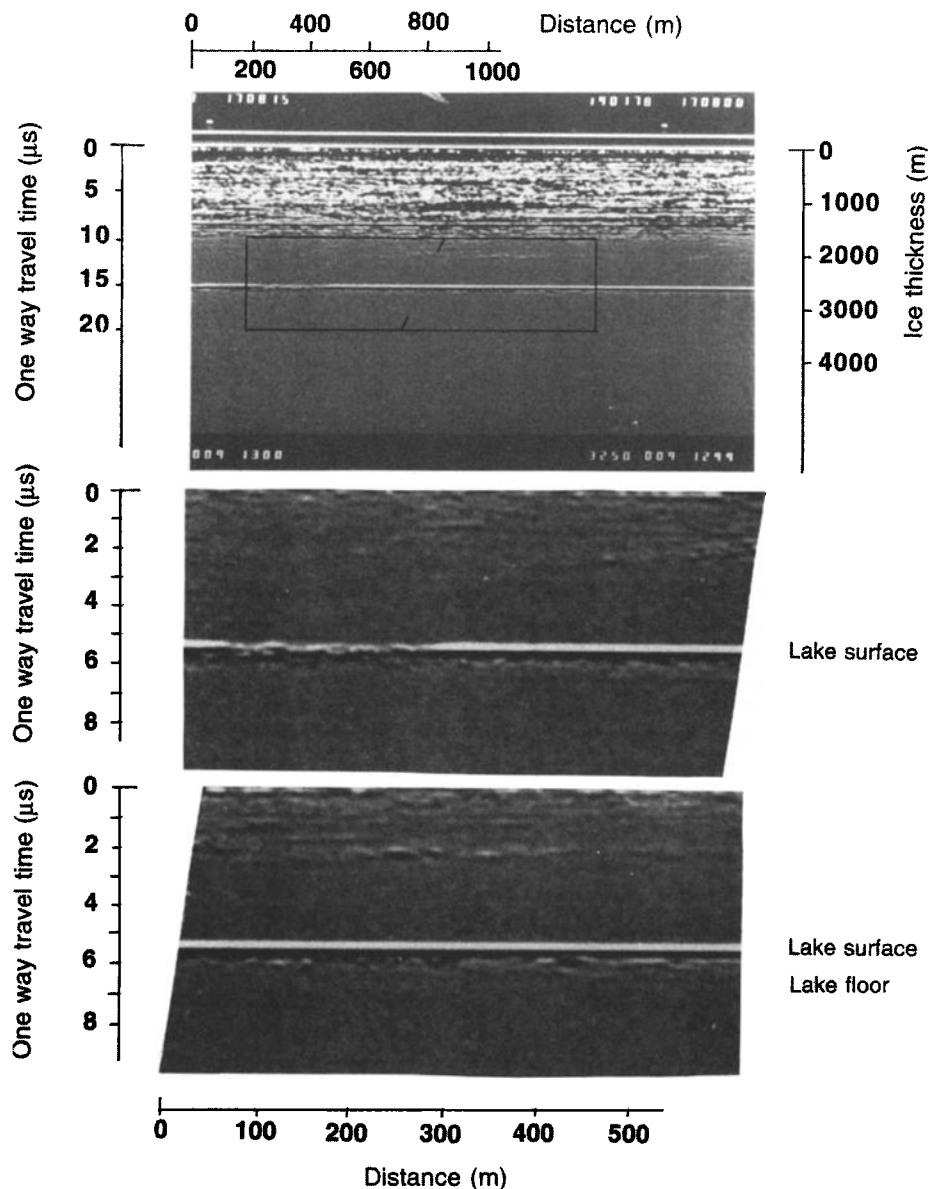 0 400 800 Distance (m)
200 600 1000
170815 190178 170800
One way travel time (μs)
0
5
10
15
20
0
1000
2000
3000
4000
Ice thickness (m)
009 1300 3250 009 1299
One way travel time (μs)
0
2
4
6
8
Lake surface
One way travel time (μs)
0
2
4
6
8
Lake surface
Lake floor
0 100 200 300 400 500
Distance (m)